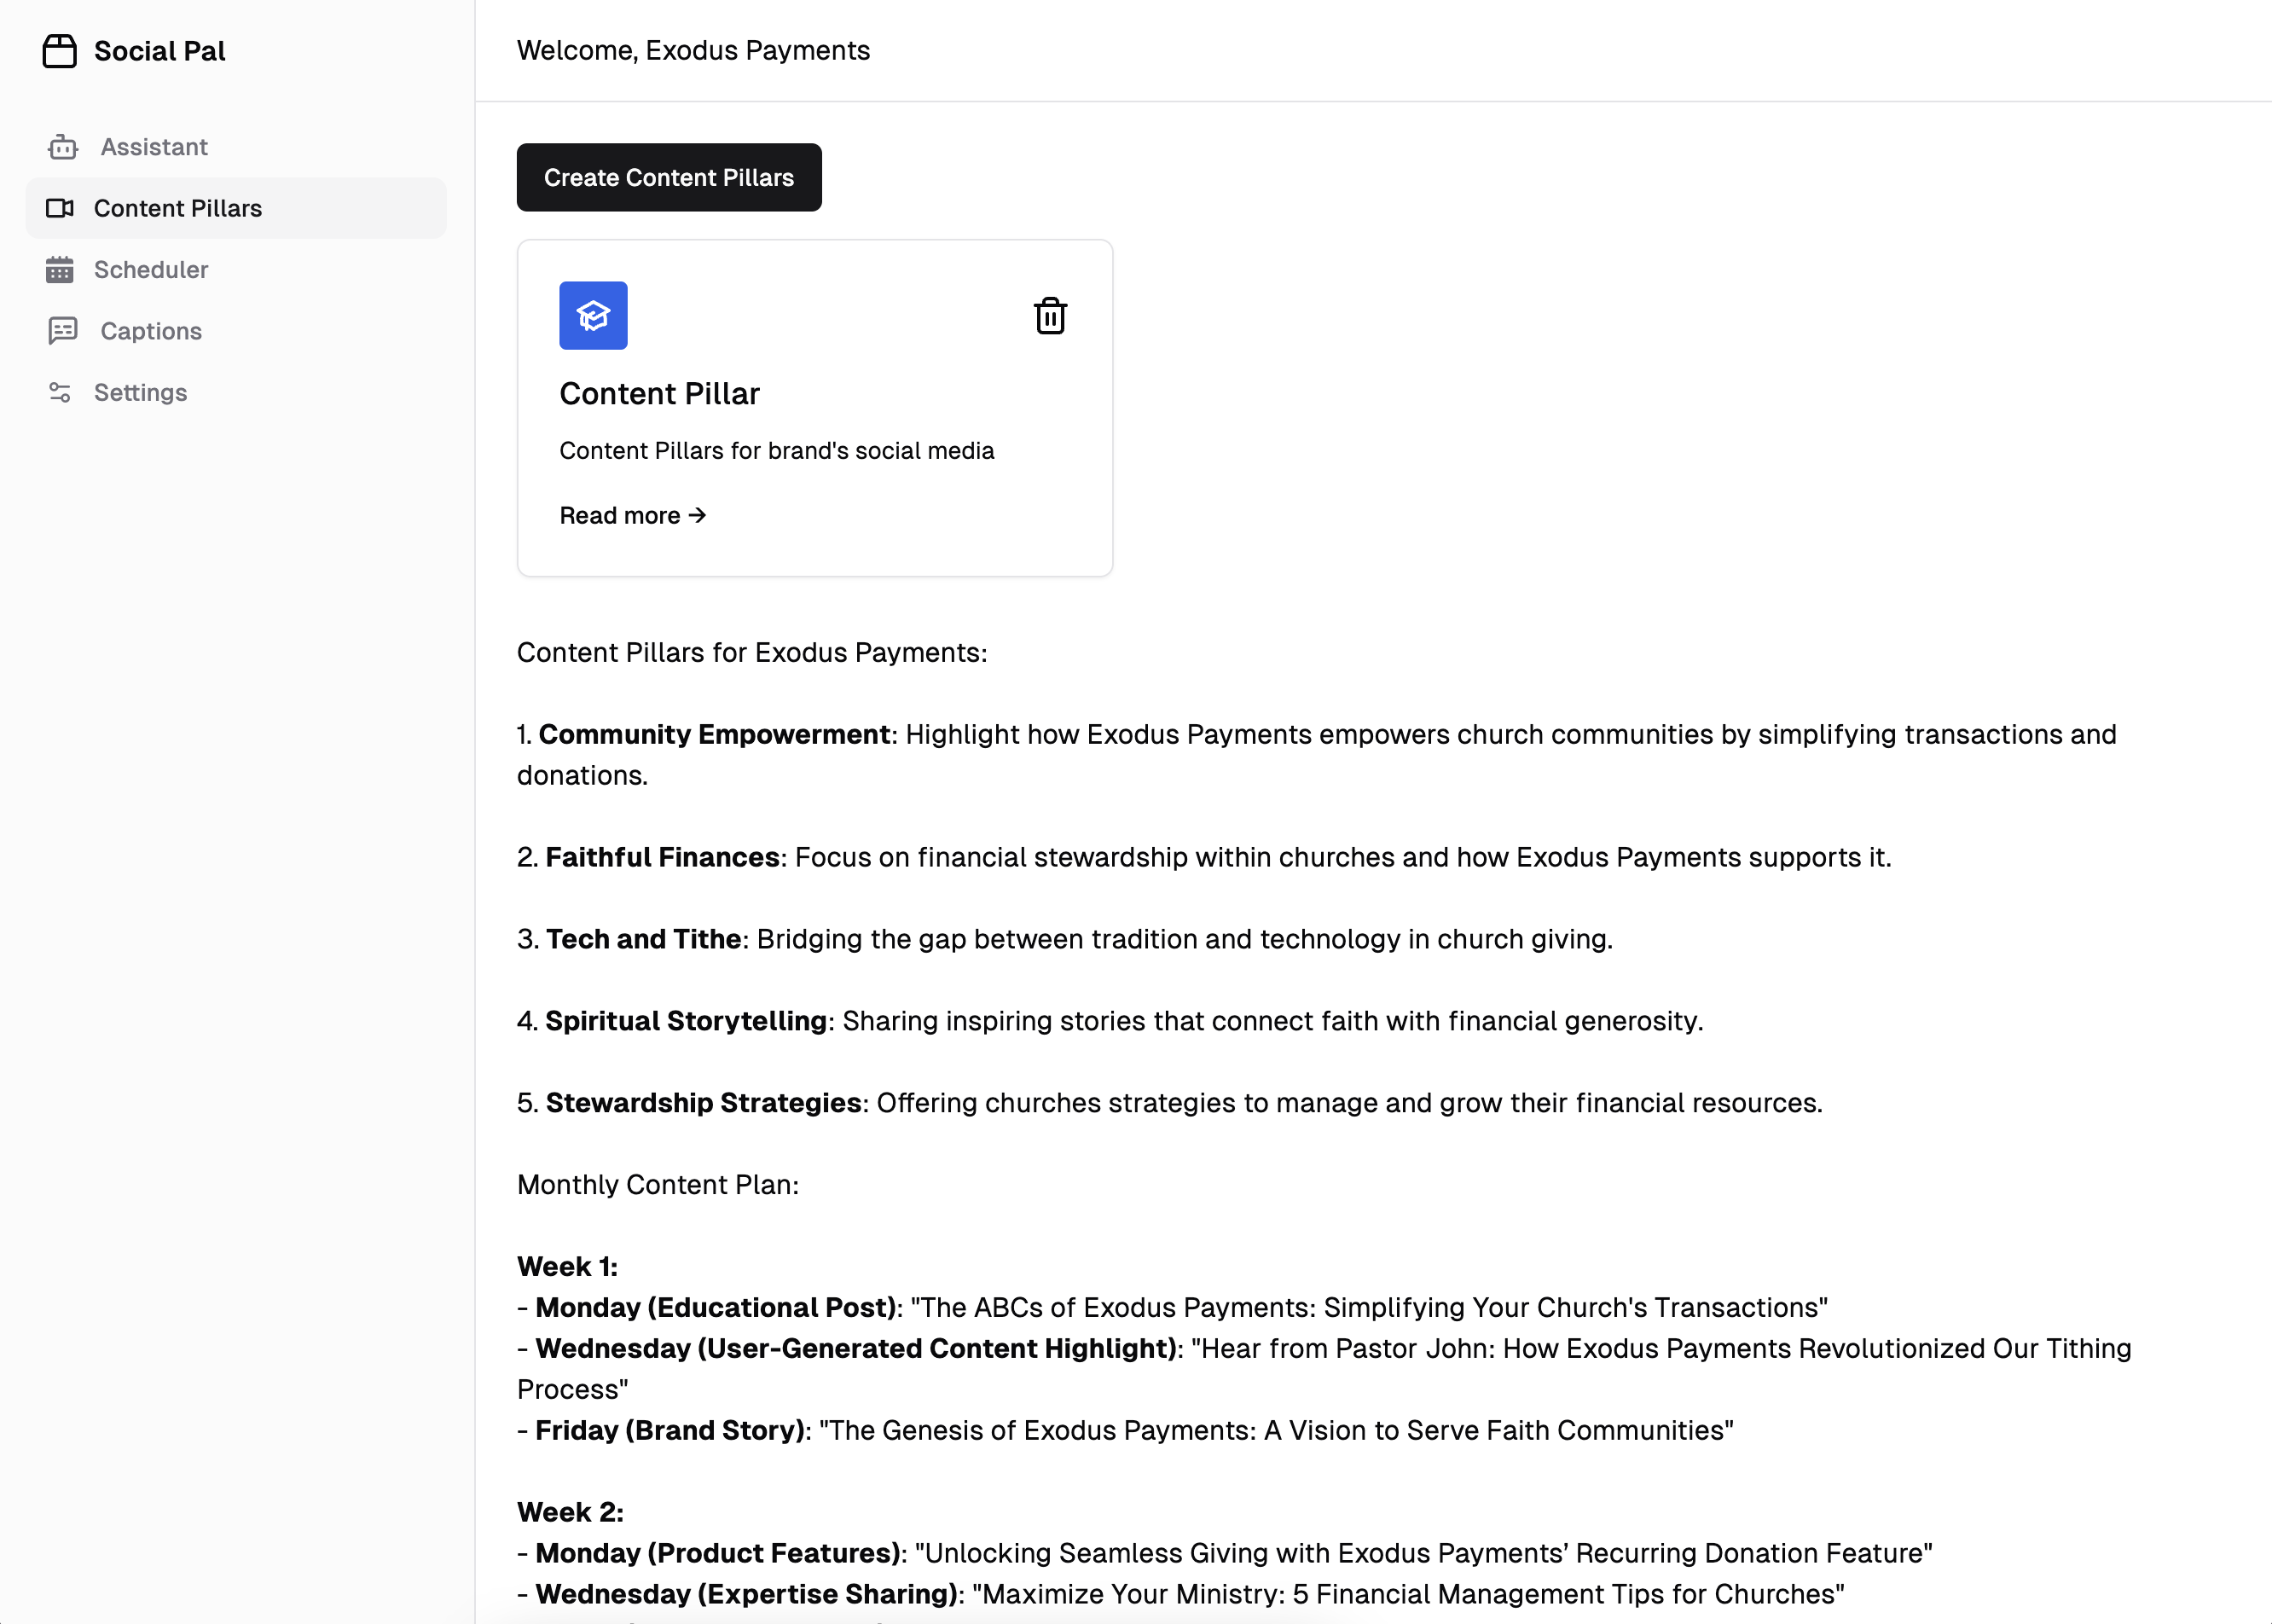 Social Pal
Assistant
Content Pillars
Scheduler
Captions
Settings
Welcome, Exodus Payments
Create Content Pillars
Content Pillar
Content Pillars for brand's social media
Read more →
Content Pillars for Exodus Payments:
1. Community Empowerment: Highlight how Exodus Payments empowers church communities by simplifying transactions and
donations.
2. Faithful Finances: Focus on financial stewardship within churches and how Exodus Payments supports it.
3. Tech and Tithe: Bridging the gap between tradition and technology in church giving.
4. Spiritual Storytelling: Sharing inspiring stories that connect faith with financial generosity.
5. Stewardship Strategies: Offering churches strategies to manage and grow their financial resources.
Monthly Content Plan:
Week 1:
- Monday (Educational Post): "The ABCs of Exodus Payments: Simplifying Your Church's Transactions"
- Wednesday (User-Generated Content Highlight): "Hear from Pastor John: How Exodus Payments Revolutionized Our Tithing
Process"
- Friday (Brand Story): "The Genesis of Exodus Payments: A Vision to Serve Faith Communities"
Week 2:
- Monday (Product Features): "Unlocking Seamless Giving with Exodus Payments’ Recurring Donation Feature"
- Wednesday (Expertise Sharing): "Maximize Your Ministry: 5 Financial Management Tips for Churches"